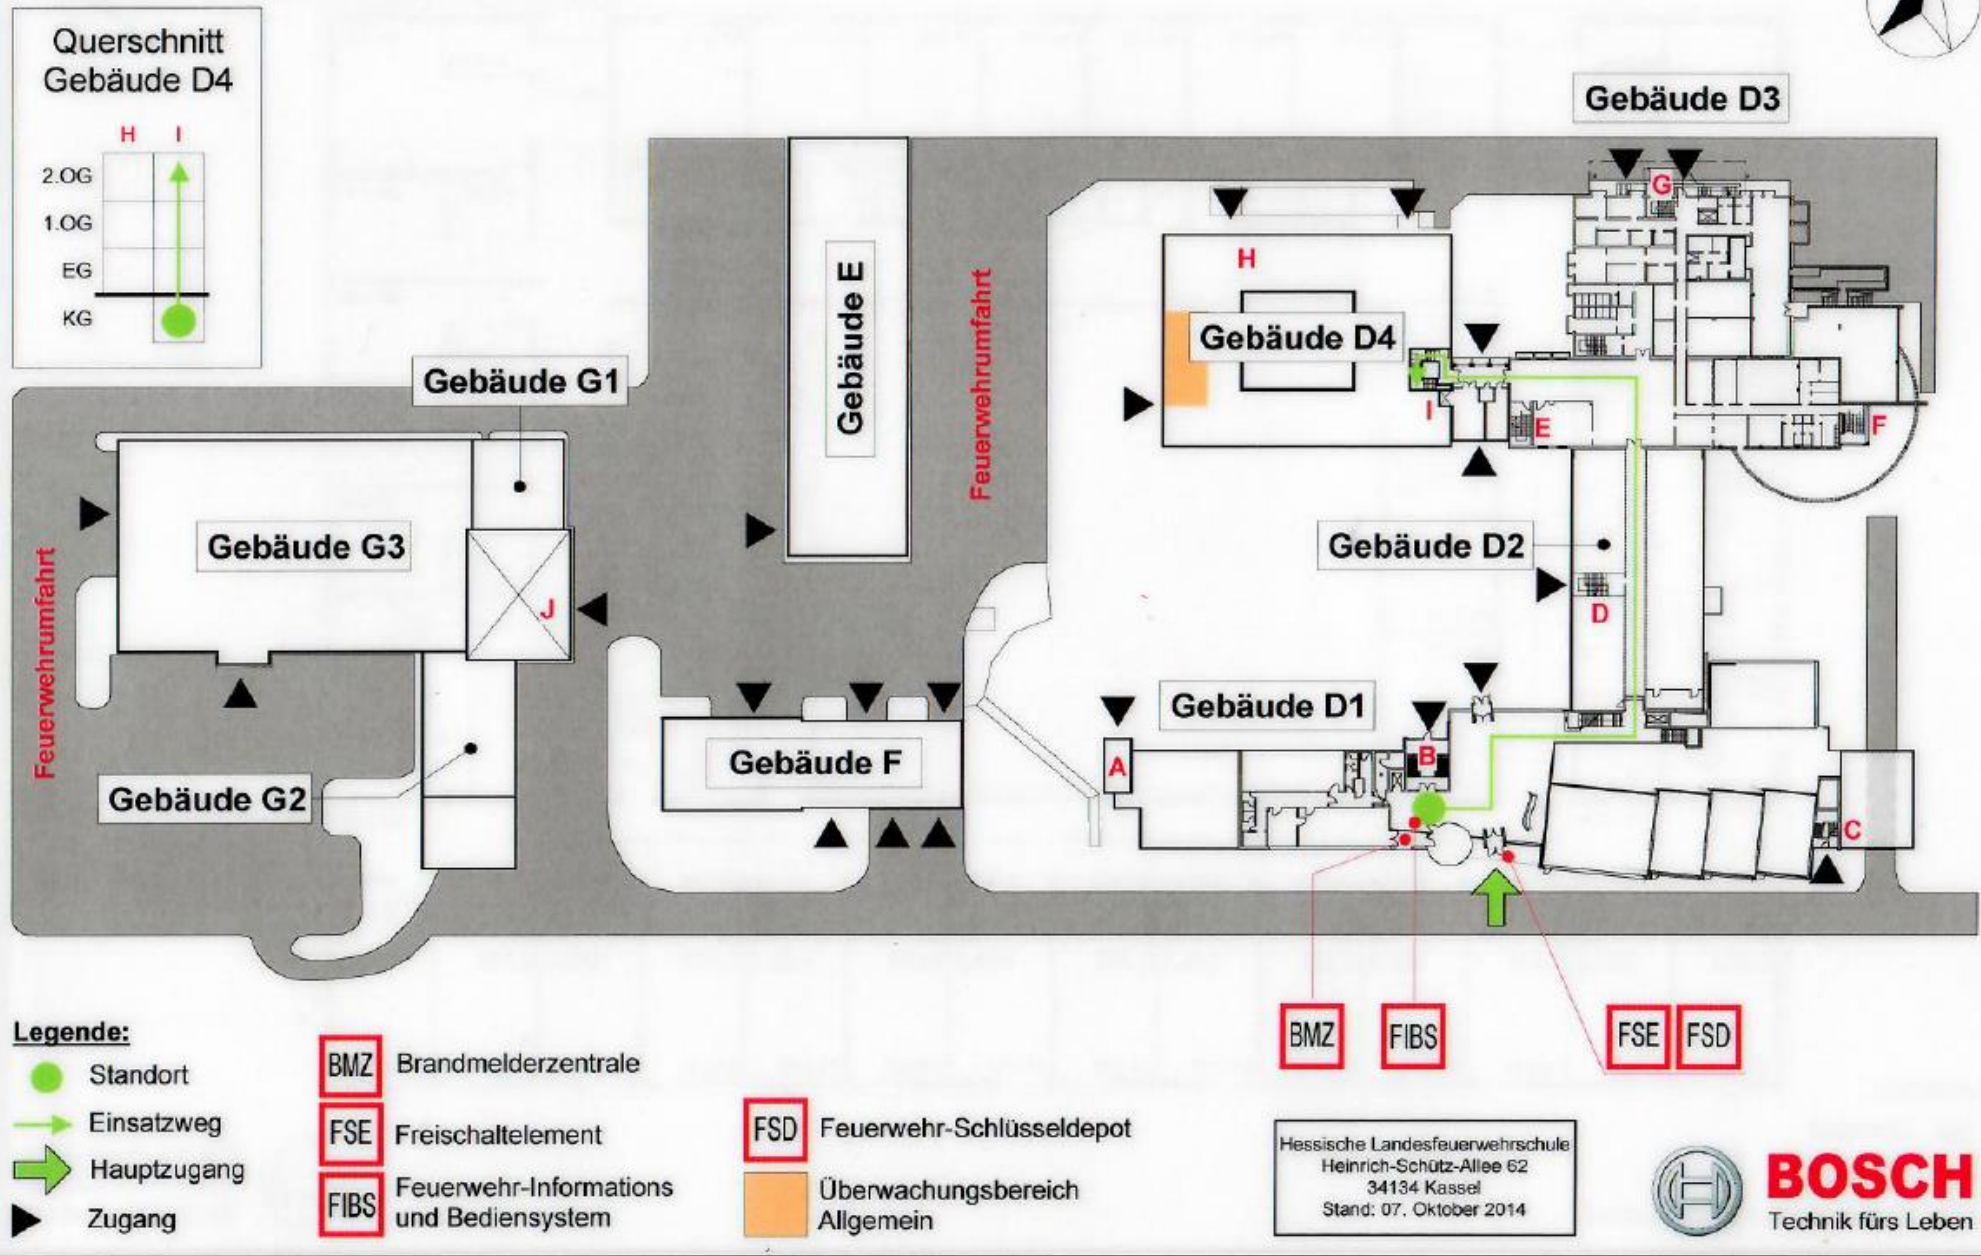 Querschnitt
Gebäude D4
H I
2.OG
1.OG
EG
KG
Gebäude D3
G
Gebäude E
Feuerwehrumfahrt
H
Gebäude D4
I
E
F
Gebäude G1
Gebäude G3
J
Feuerwehrumfahrt
Gebäude G2
Gebäude D2
D
Gebäude D1
A
B
C
Gebäude F
BMZ
FIBS
FSE
FSD
Legende:
Standort
Einsatzweg
Hauptzugang
Zugang
BMZ Brandmelderzentrale
FSE Freischaltelement
FIBS Feuerwehr-Informations
und Bediensystem
FSD Feuerwehr-Schlüsseldepot
Überwachungsbereich
Allgemein
Hessische Landesfeuerwehrschule
Heinrich-Schütz-Allee 62
34134 Kassel
Stand: 07. Oktober 2014
BOSCH
Technik fürs Leben